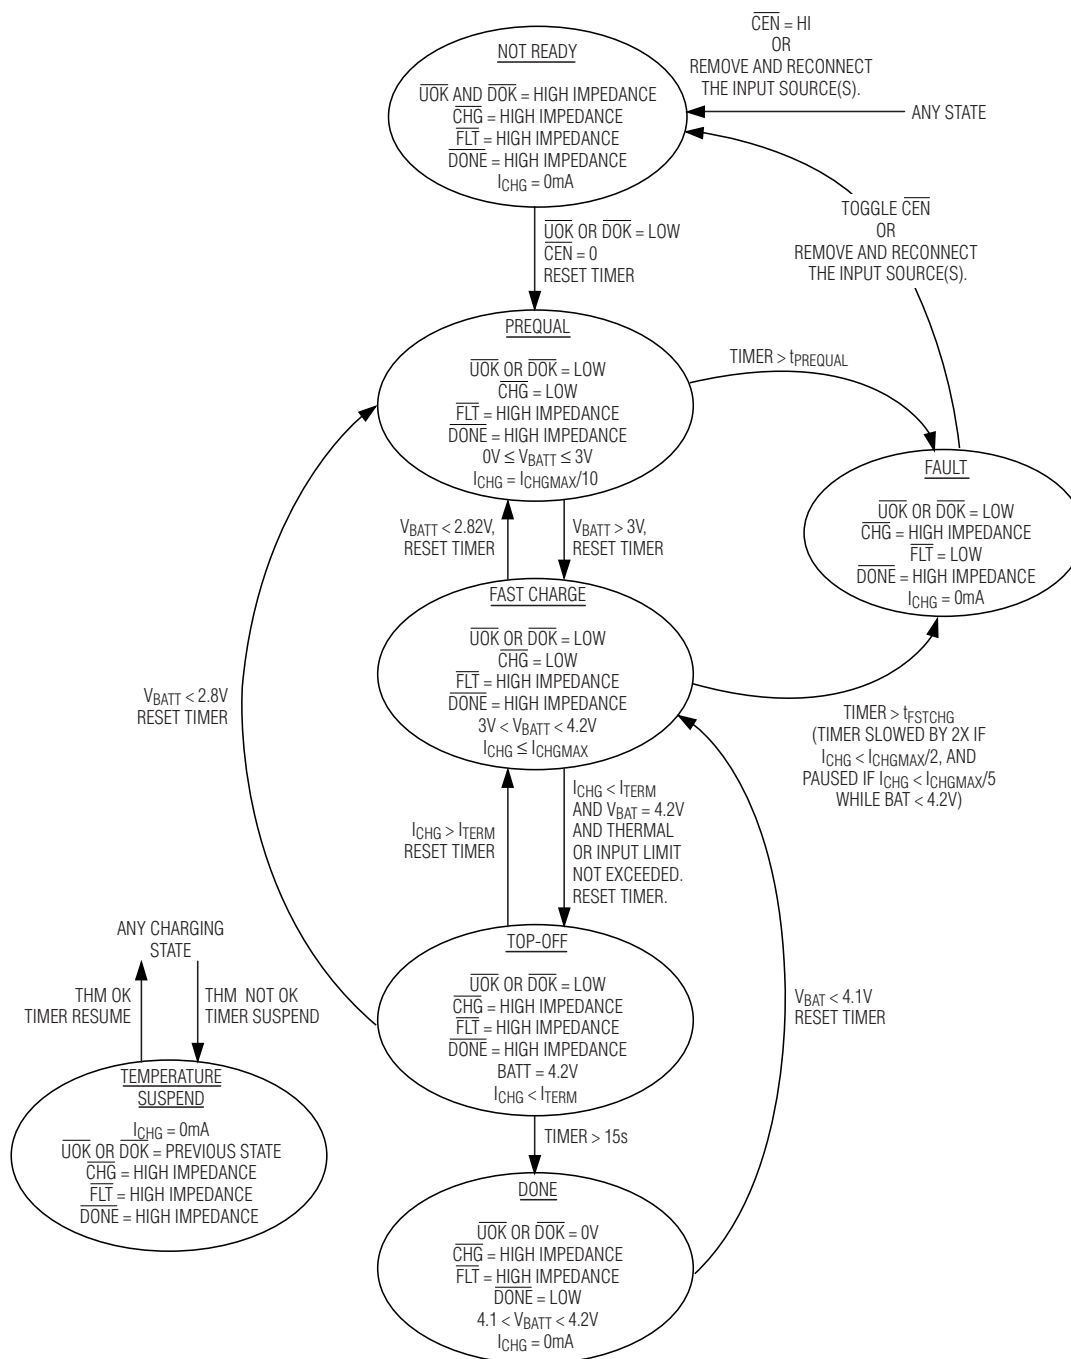 CEN = HI
OR
REMOVE AND RECONNECT
THE INPUT SOURCE(S).
ANY STATE
NOT READY
UOK AND DOK = HIGH IMPEDANCE
CHG = HIGH IMPEDANCE
FLT = HIGH IMPEDANCE
DONE = HIGH IMPEDANCE
ICHG = 0mA
TOGGLE CEN
OR
REMOVE AND RECONNECT
THE INPUT SOURCE(S).
UOK OR DOK = LOW
CEN = 0
RESET TIMER
PREQUAL
UOK OR DOK = LOW
CHG = LOW
FLT = HIGH IMPEDANCE
DONE = HIGH IMPEDANCE
0V ≤ VBATT ≤ 3V
ICHG = ICHGMAX/10
TIMER > tPREQUAL
FAULT
UOK OR DOK = LOW
CHG = HIGH IMPEDANCE
FLT = LOW
DONE = HIGH IMPEDANCE
ICHG = 0mA
VBATT < 2.82V,
RESET TIMER
VBATT > 3V,
RESET TIMER
FAST CHARGE
UOK OR DOK = LOW
CHG = LOW
FLT = HIGH IMPEDANCE
DONE = HIGH IMPEDANCE
3V < VBATT < 4.2V
ICHG ≤ ICHGMAX
VBATT < 2.8V
RESET TIMER
TIMER > tFSTCHG
(TIMER SLOWED BY 2X IF
ICHG < ICHGMAX/2, AND
PAUSED IF ICHG < ICHGMAX/5
WHILE BAT < 4.2V)
ICHG > ITERM
RESET TIMER
ICHG < ITERM
AND VBAT = 4.2V
AND THERMAL
OR INPUT LIMIT
NOT EXCEEDED.
RESET TIMER.
TOP-OFF
UOK OR DOK = LOW
CHG = HIGH IMPEDANCE
FLT = HIGH IMPEDANCE
DONE = HIGH IMPEDANCE
BATT = 4.2V
ICHG < ITERM
VBAT < 4.1V
RESET TIMER
ANY CHARGING
STATE
THM OK
TIMER RESUME
THM NOT OK
TIMER SUSPEND
TEMPERATURE
SUSPEND
ICHG = 0mA
UOK OR DOK = PREVIOUS STATE
CHG = HIGH IMPEDANCE
FLT = HIGH IMPEDANCE
DONE = HIGH IMPEDANCE
TIMER > 15s
DONE
UOK OR DOK = 0V
CHG = HIGH IMPEDANCE
FLT = HIGH IMPEDANCE
DONE = LOW
4.1 < VBATT < 4.2V
ICHG = 0mA